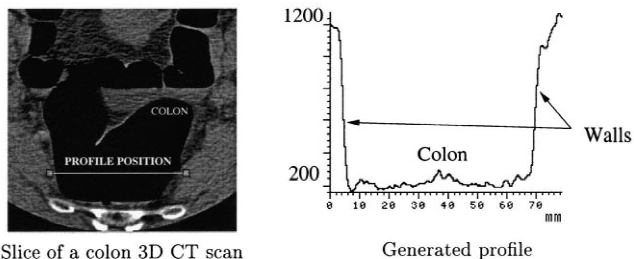 COLON
PROFILE POSITION
Slice of a colon 3D CT scan
1200
200
Colon
Walls
0 10 20 30 40 50 60 70
mm
Generated profile